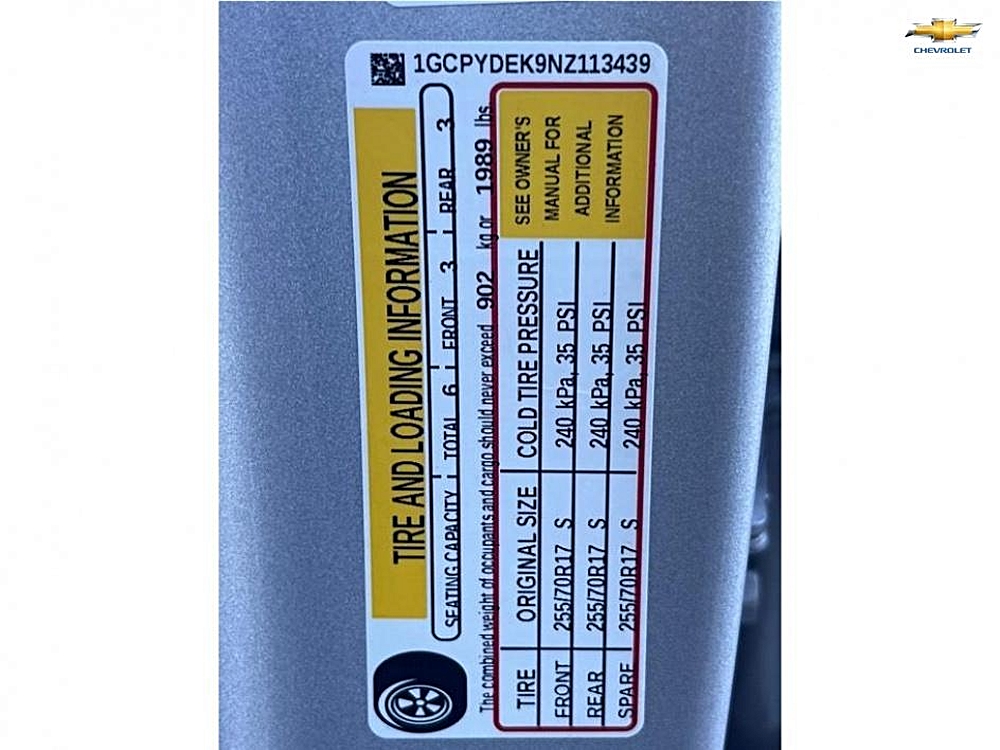 CHEVROLET
1GCPYDEK9NZ113439
TIRE AND LOADING INFORMATION
SEATING CAPACITY TOTAL 6 FRONT 3 REAR 3
The combined weight of occupants and cargo should never exceed 902 kg or 1989 lbs
TIRE ORIGINAL SIZE COLD TIRE PRESSURE
FRONT 255/70R17 S 240 kPa, 35 PSI
REAR 255/70R17 S 240 kPa, 35 PSI
SPARE 255/70R17 S 240 kPa, 35 PSI
SEE OWNER'S
MANUAL FOR
ADDITIONAL
INFORMATION